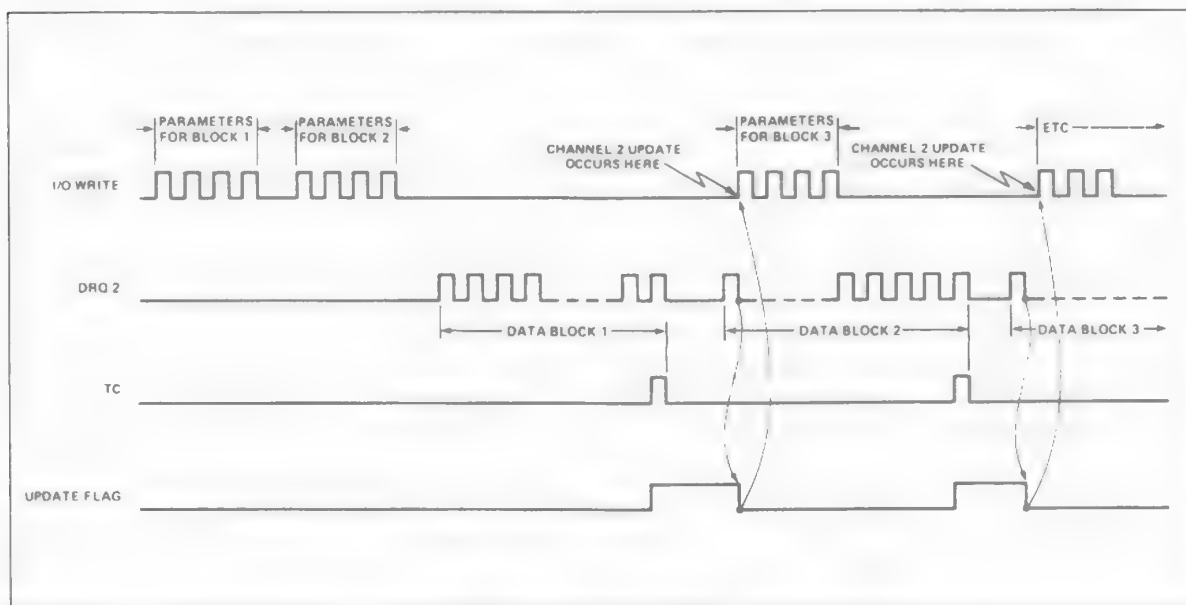 PARAMETERS
FOR BLOCK 1
PARAMETERS
FOR BLOCK 2
PARAMETERS
FOR BLOCK 3
ETC
CHANNEL 2 UPDATE
OCCURS HERE
CHANNEL 2 UPDATE
OCCURS HERE
I/O WRITE
DRQ 2
DATA BLOCK 1
DATA BLOCK 2
DATA BLOCK 3
TC
UPDATE FLAG